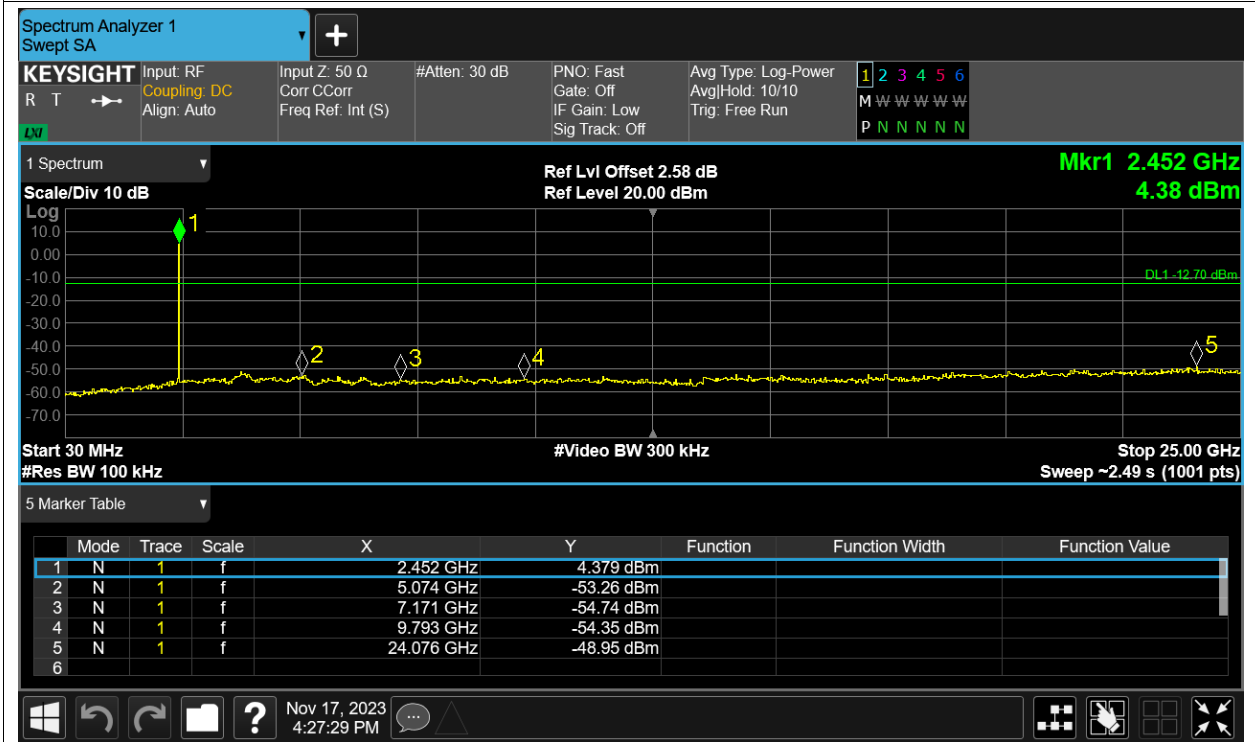 Spectrum Analyzer 1
Swept SA
+
KEYSIGHT Input: RF Input Z: 50 Ω #Atten: 30 dB PNO: Fast Avg Type: Log-Power 1 2 3 4 5 6
R T Coupling: DC Corr CCorr Gate: Off Avg|Hold: 10/10 M W W W W W W
Align: Auto Freq Ref: Int (S) IF Gain: Low Trig: Free Run
LXI Sig Track: Off P N N N N N N
1 Spectrum Ref Lvl Offset 2.58 dB Mkr1 2.452 GHz
Scale/Div 10 dB Ref Level 20.00 dBm 4.38 dBm
Log
1
10.0
0.00
-10.0 DL1 -12.70 dBm
-20.0
-30.0
-40.0
2 3 4 5
-50.0
-60.0
-70.0
Start 30 MHz #Video BW 300 kHz Stop 25.00 GHz
#Res BW 100 kHz Sweep ~2.49 s (1001 pts)
5 Marker Table
Mode Trace Scale X Y Function Function Width Function Value
1 N 1 f 2.452 GHz 4.379 dBm
2 N 1 f 5.074 GHz -53.26 dBm
3 N 1 f 7.171 GHz -54.74 dBm
4 N 1 f 9.793 GHz -54.35 dBm
5 N 1 f 24.076 GHz -48.95 dBm
6
? Nov 17, 2023
4:27:29 PM